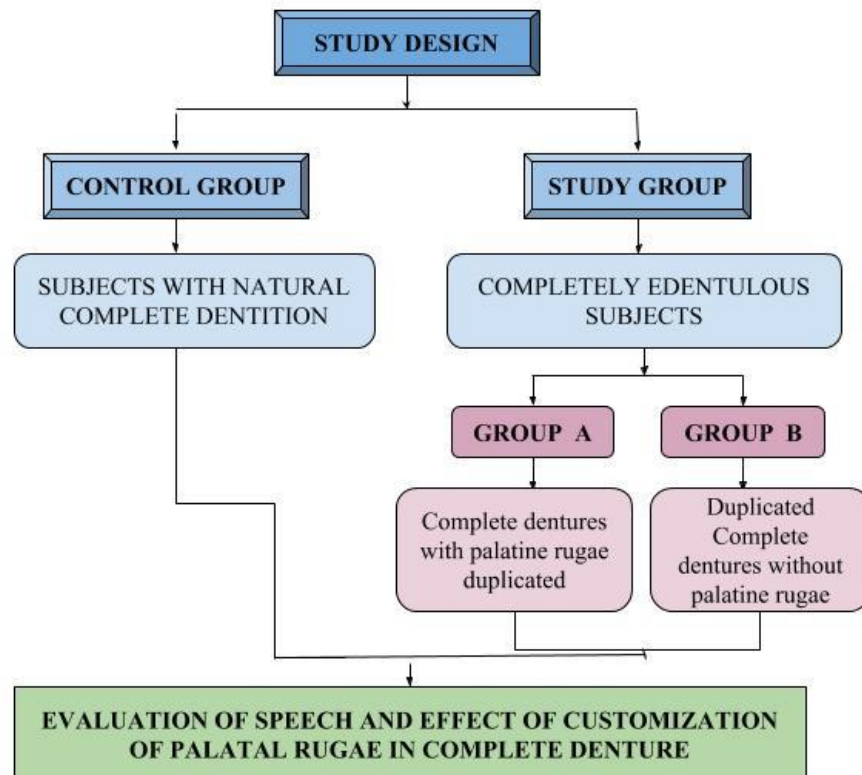 STUDY DESIGN
CONTROL GROUP
STUDY GROUP
SUBJECTS WITH NATURAL
COMPLETE DENTITION
COMPLETELY EDENTULOUS
SUBJECTS
GROUP A
GROUP B
Complete dentures
with palatine rugae
duplicated
Duplicated
Complete
dentures without
palatine rugae
EVALUATION OF SPEECH AND EFFECT OF CUSTOMIZATION
OF PALATAL RUGAE IN COMPLETE DENTURE